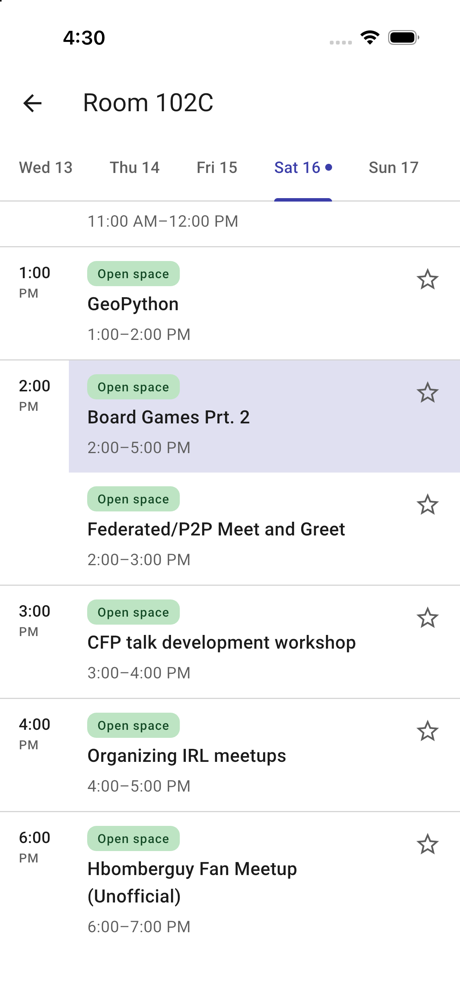 4:30
Room 102C
Wed 13 Thu 14 Fri 15 Sat 16 Sun 17
11:00 AM–12:00 PM
1:00 PM
Open space
GeoPython
1:00–2:00 PM
2:00 PM
Open space
Board Games Prt. 2
2:00–5:00 PM
Open space
Federated/P2P Meet and Greet
2:00–3:00 PM
3:00 PM
Open space
CFP talk development workshop
3:00–4:00 PM
4:00 PM
Open space
Organizing IRL meetups
4:00–5:00 PM
6:00 PM
Open space
Hbomberguy Fan Meetup
(Unofficial)
6:00–7:00 PM